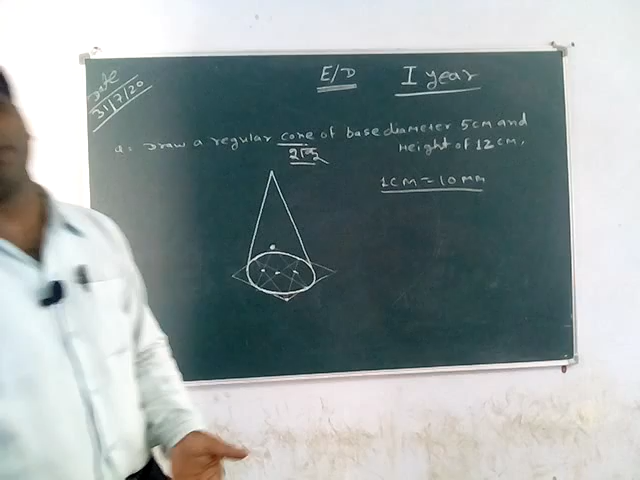 Date
31/7/20
E/D
I year
Q: Draw a regular cone of base diameter 5cm and
Height of 12cm.
शंकु
1CM = 10MM